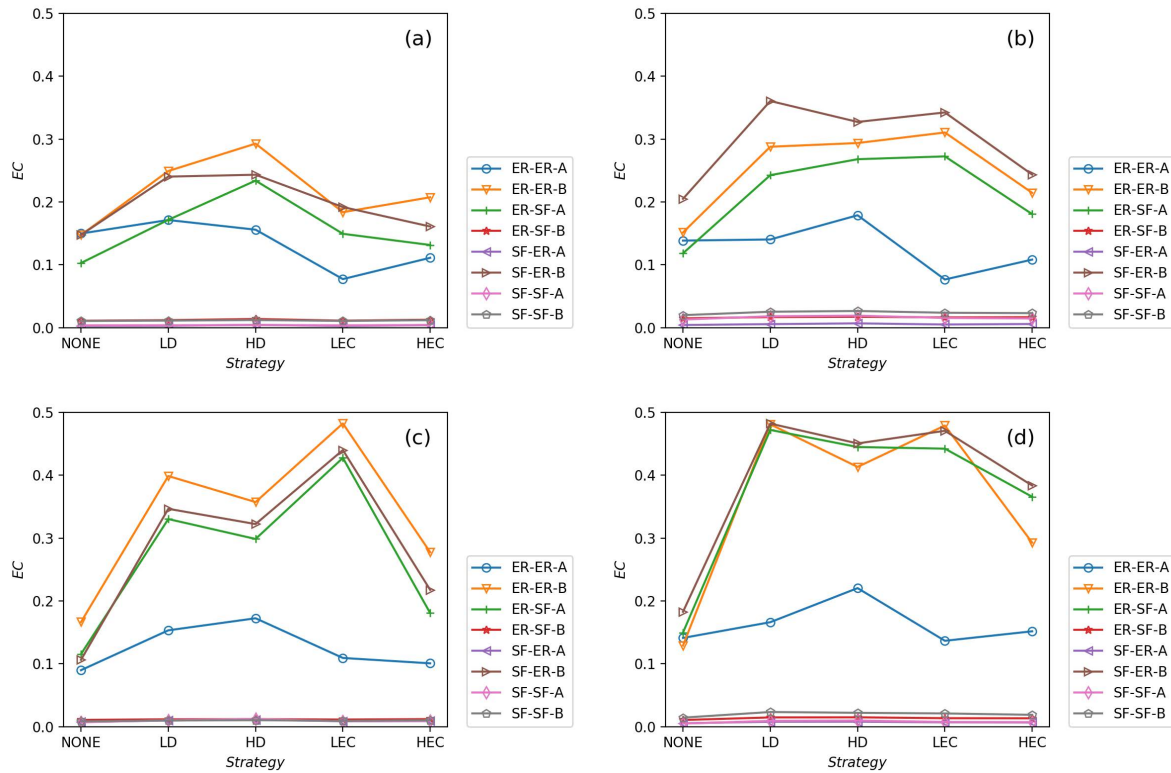 (a)
0.5
0.4
0.3
0.2
0.1
0.0
EC
NONE LD HD LEC HEC
Strategy
ER-ER-A
ER-ER-B
ER-SF-A
ER-SF-B
SF-ER-A
SF-ER-B
SF-SF-A
SF-SF-B
(b)
0.5
0.4
0.3
0.2
0.1
0.0
EC
NONE LD HD LEC HEC
Strategy
ER-ER-A
ER-ER-B
ER-SF-A
ER-SF-B
SF-ER-A
SF-ER-B
SF-SF-A
SF-SF-B
(c)
0.5
0.4
0.3
0.2
0.1
0.0
EC
NONE LD HD LEC HEC
Strategy
ER-ER-A
ER-ER-B
ER-SF-A
ER-SF-B
SF-ER-A
SF-ER-B
SF-SF-A
SF-SF-B
(d)
0.5
0.4
0.3
0.2
0.1
0.0
EC
NONE LD HD LEC HEC
Strategy
ER-ER-A
ER-ER-B
ER-SF-A
ER-SF-B
SF-ER-A
SF-ER-B
SF-SF-A
SF-SF-B